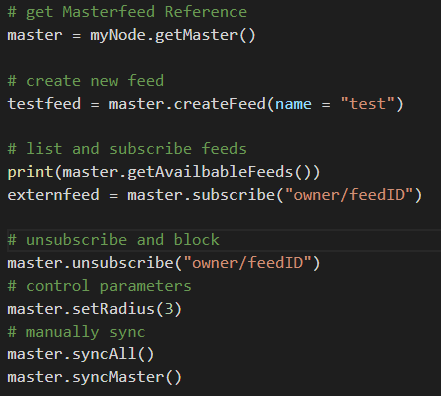 # get Masterfeed Reference
master = myNode.getMaster()
# create new feed
testfeed = master.createFeed(name = "test")
# list and subscribe feeds
print(master.getAvailbableFeeds())
externfeed = master.subscribe("owner/feedID")
# unsubscribe and block
master.unsubscribe("owner/feedID")
# control parameters
master.setRadius(3)
# manually sync
master.syncAll()
master.syncMaster()